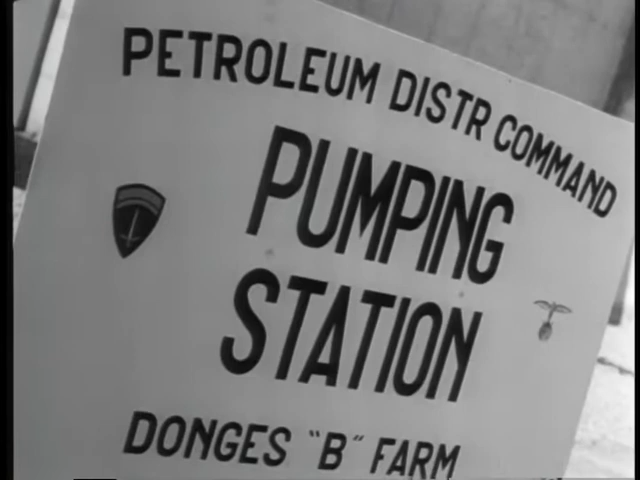 PETROLEUM DISTR COMMAND
PUMPING
STATION
DONGES "B" FARM